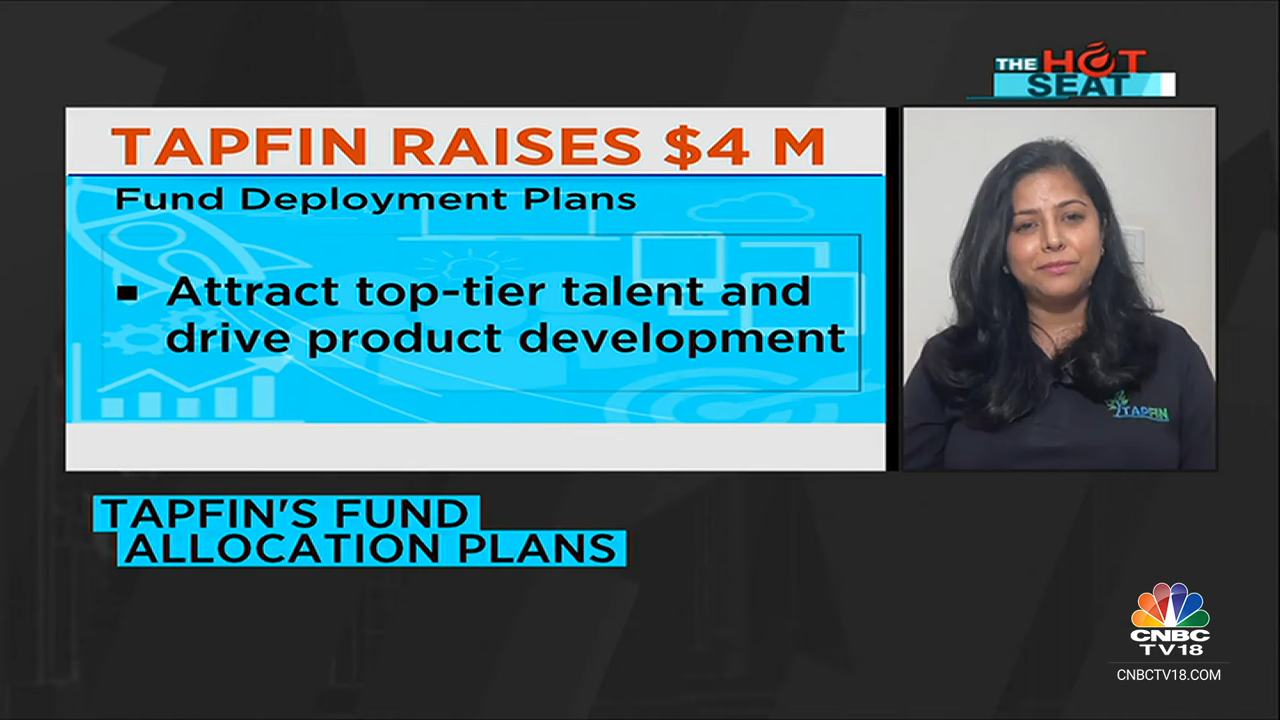 THE HOT
SEAT
TAPFIN RAISES $4 M
Fund Deployment Plans
Attract top-tier talent and
drive product development
TAPFIN
TAPFIN'S FUND
ALLOCATION PLANS
CNBC
TV18
CNBCTV18.COM